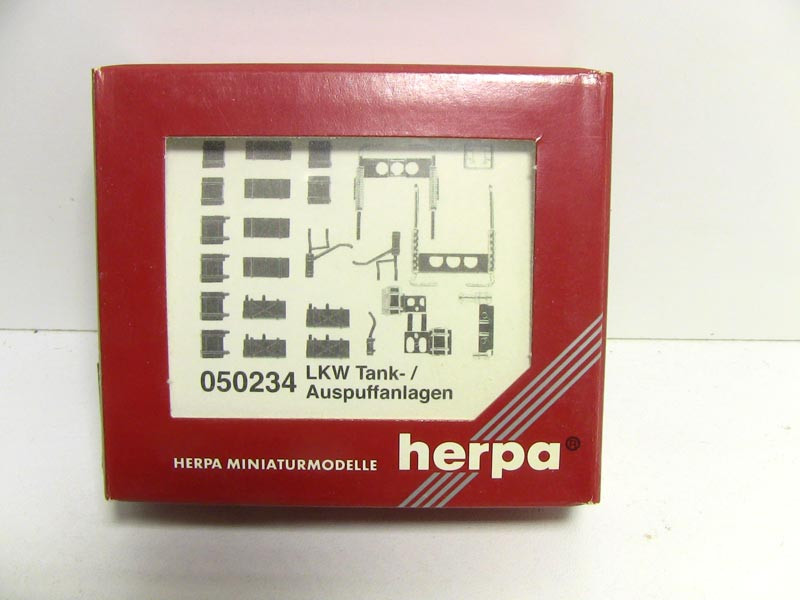 050234 LKW Tank- /
Auspuffanlagen
HERPA MINIATURMODELLE herpa®